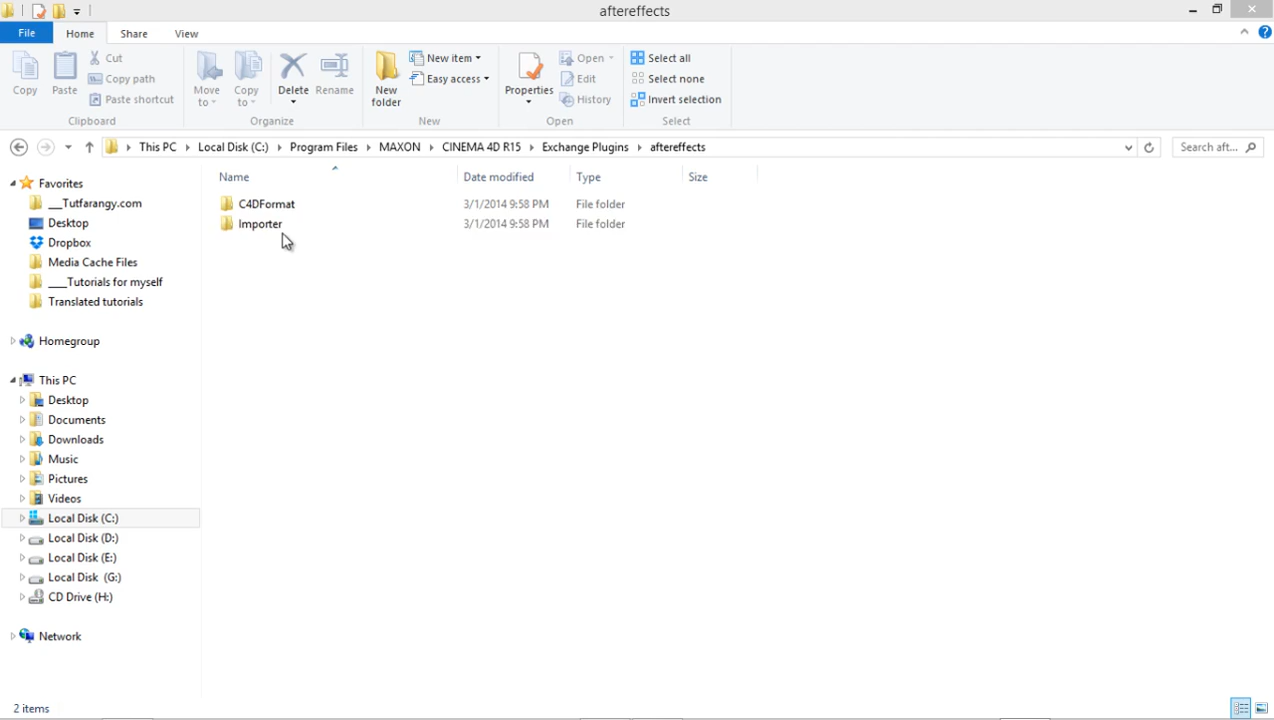 aftereffects
File Home Share View
Copy
Paste
Cut
Copy path
Paste shortcut
Clipboard
Move to
Copy to
Delete
Rename
Organize
New folder
New item
Easy access
New
Properties
Open
Edit
History
Open
Select all
Select none
Invert selection
Select
This PC Local Disk (C:) Program Files MAXON CINEMA 4D R15 Exchange Plugins aftereffects
Search aft...
Name Date modified Type Size
C4DFormat 3/1/2014 9:58 PM File folder
Importer 3/1/2014 9:58 PM File folder
Favorites
__Tutfarangy.com
Desktop
Dropbox
Media Cache Files
___Tutorials for myself
Translated tutorials
Homegroup
This PC
Desktop
Documents
Downloads
Music
Pictures
Videos
Local Disk (C:)
Local Disk (D:)
Local Disk (E:)
Local Disk (G:)
CD Drive (H:)
Network
2 items